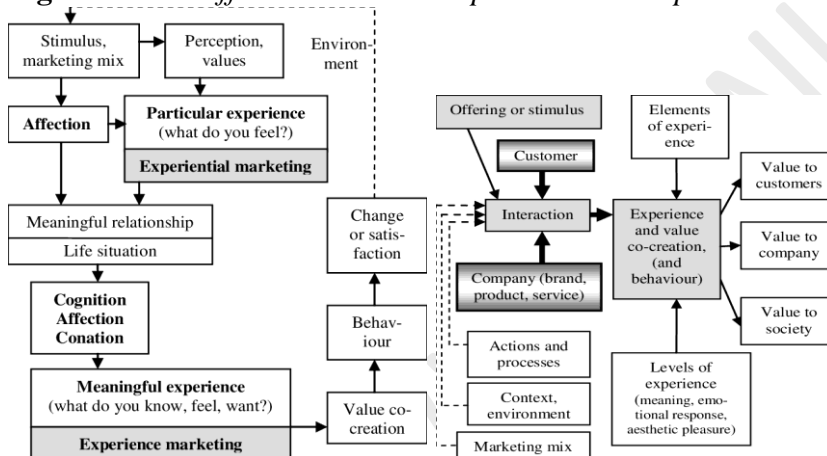 Stimulus,
marketing mix
Perception,
values
Environ-
ment
Affection
Particular experience
(what do you feel?)
Experiential marketing
Meaningful relationship
Life situation
Cognition
Affection
Conation
Meaningful experience
(what do you know, feel, want?)
Experience marketing
Change
or satis-
faction
Behav-
iour
Value co-
creation
Offering or stimulus
Customer
Interaction
Company (brand,
product, service)
Actions and
processes
Context,
environment
Marketing mix
Elements
of experi-
ence
Experience
and value
co-creation,
(and
behaviour)
Levels of
experience
(meaning, emo-
tional response,
aesthetic pleasure)
Value to
customers
Value to
company
Value to
society